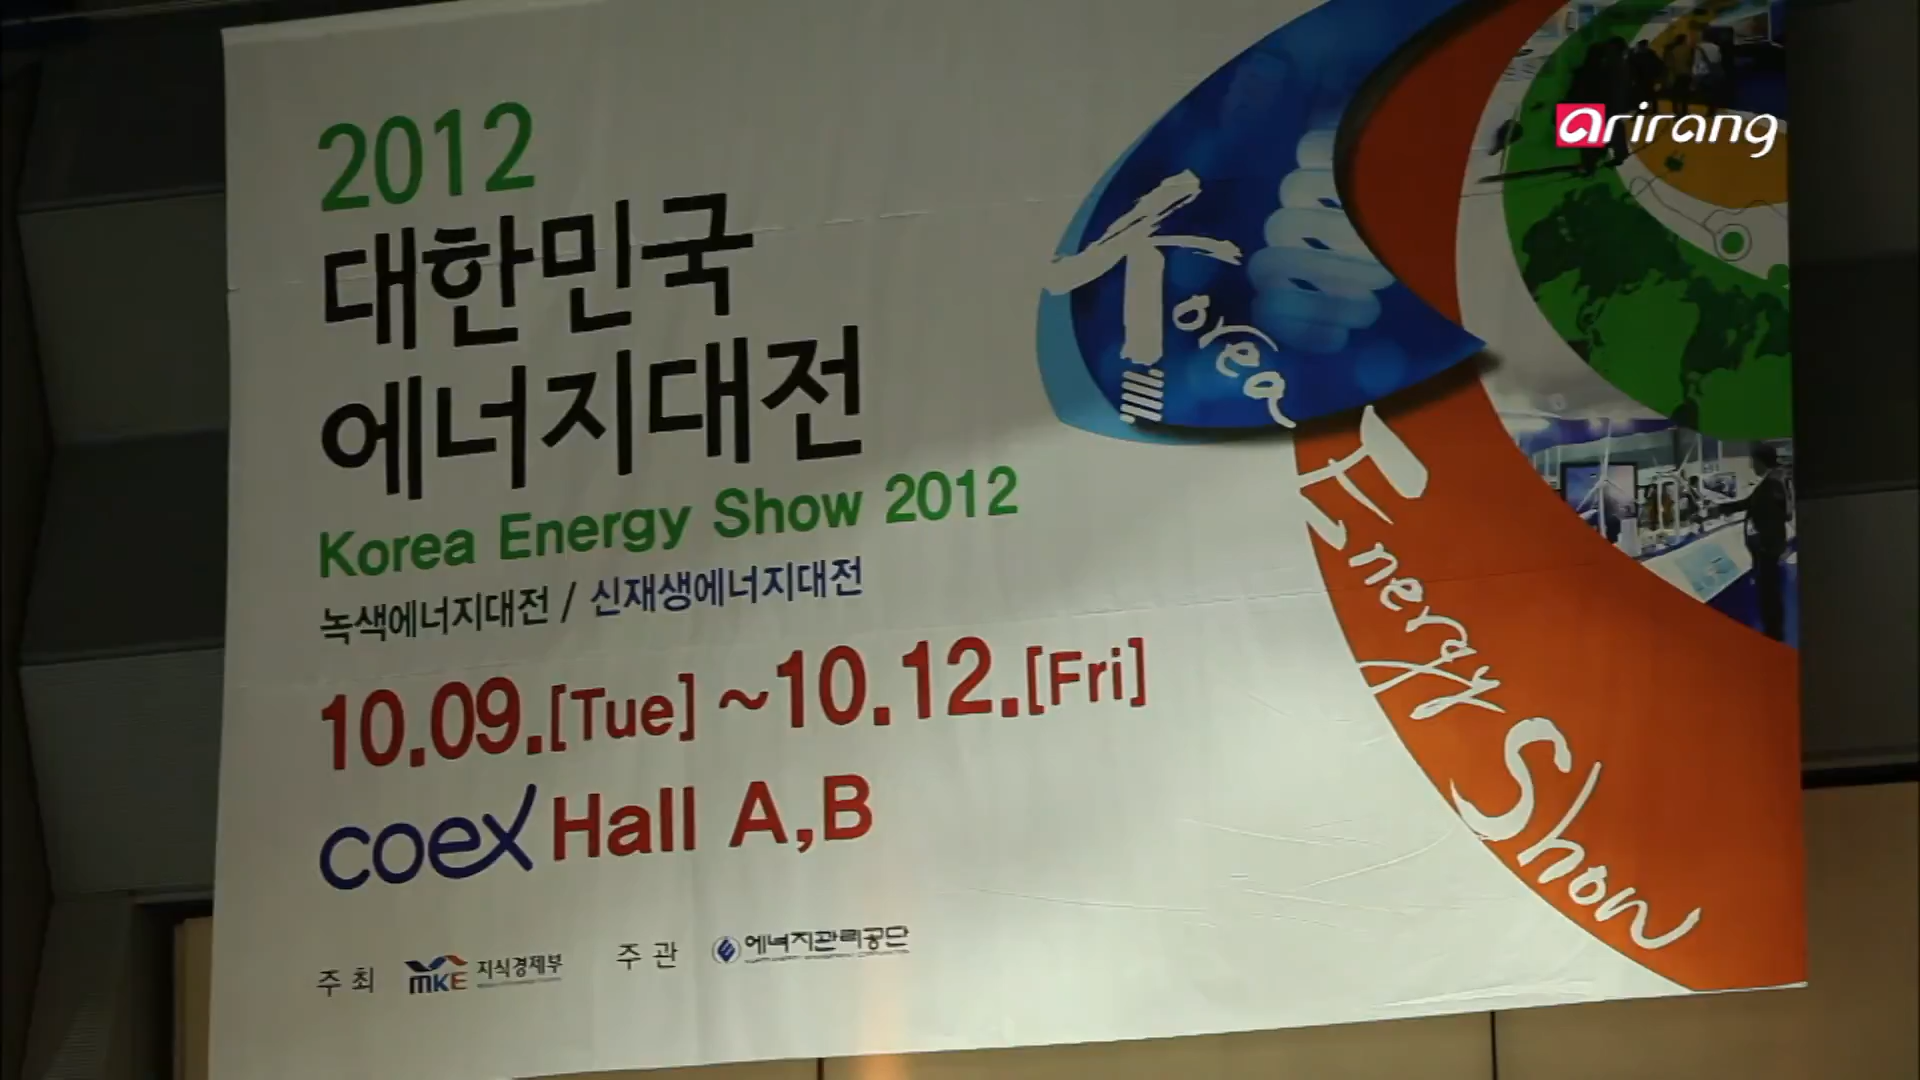 2012
대한민국
에너지대전
Korea Energy Show 2012
녹색에너지대전 / 신재생에너지대전
10.09.[Tue] ~10.12.[Fri]
coex Hall A,B
주최 MKE 지식경제부 주관 에너지관리공단
Korea
Energy Show
arirang